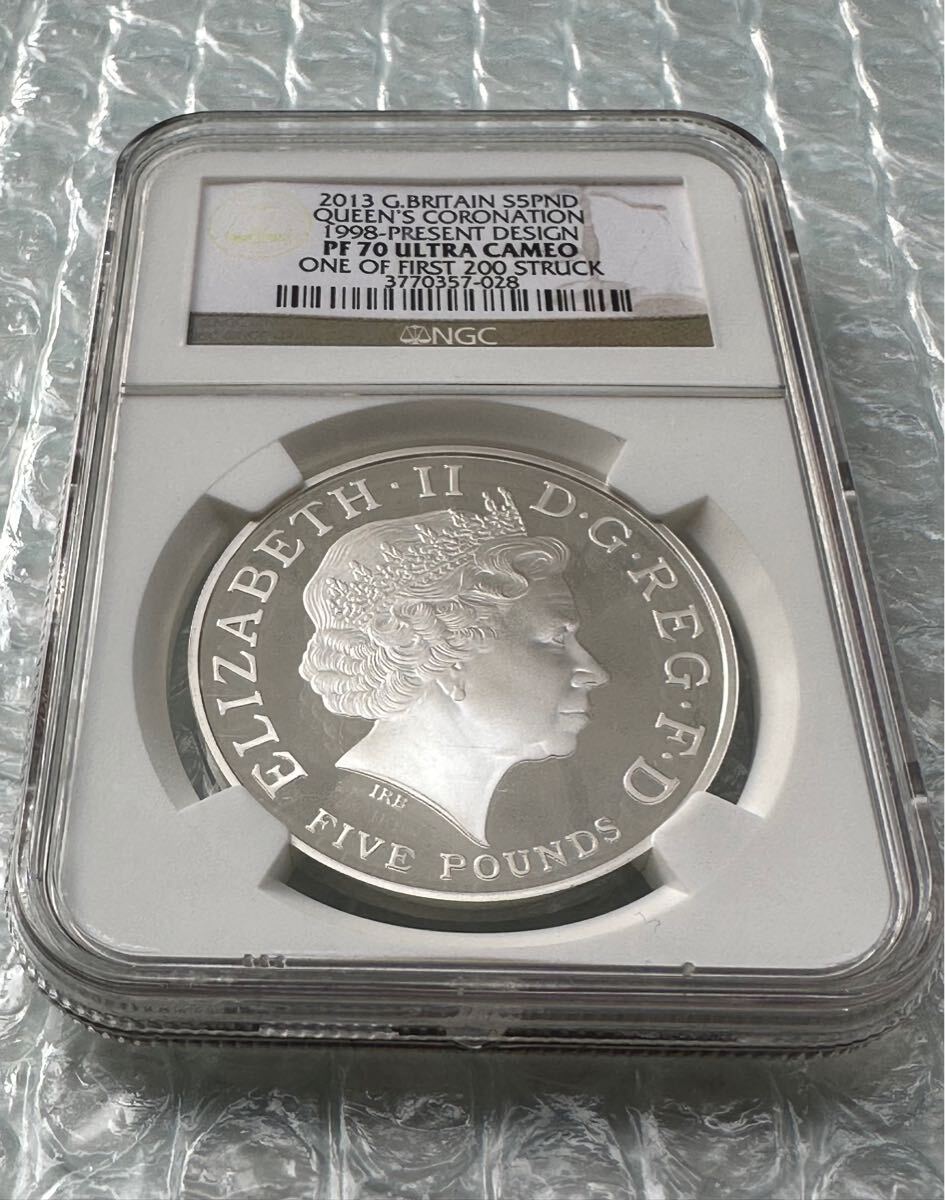 2013 G.BRITAIN S5PND
QUEEN'S CORONATION
1998-PRESENT DESIGN
PF 70 ULTRA CAMEO
ONE OF FIRST 200 STRUCK
3770357-028
NGC
ELIZABETH·II D·G·REG·F·D
IRB
FIVE POUNDS